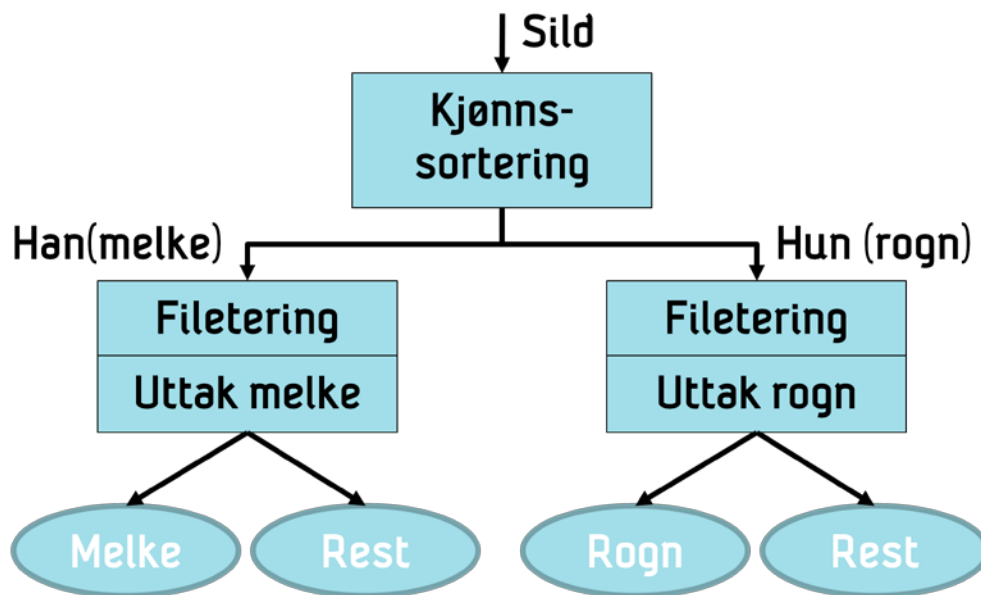 Sild
Kjønns-
sortering
Han(melke)
Hun (rogn)
Filetering
Uttak melke
Filetering
Uttak rogn
Melke
Rest
Rogn
Rest